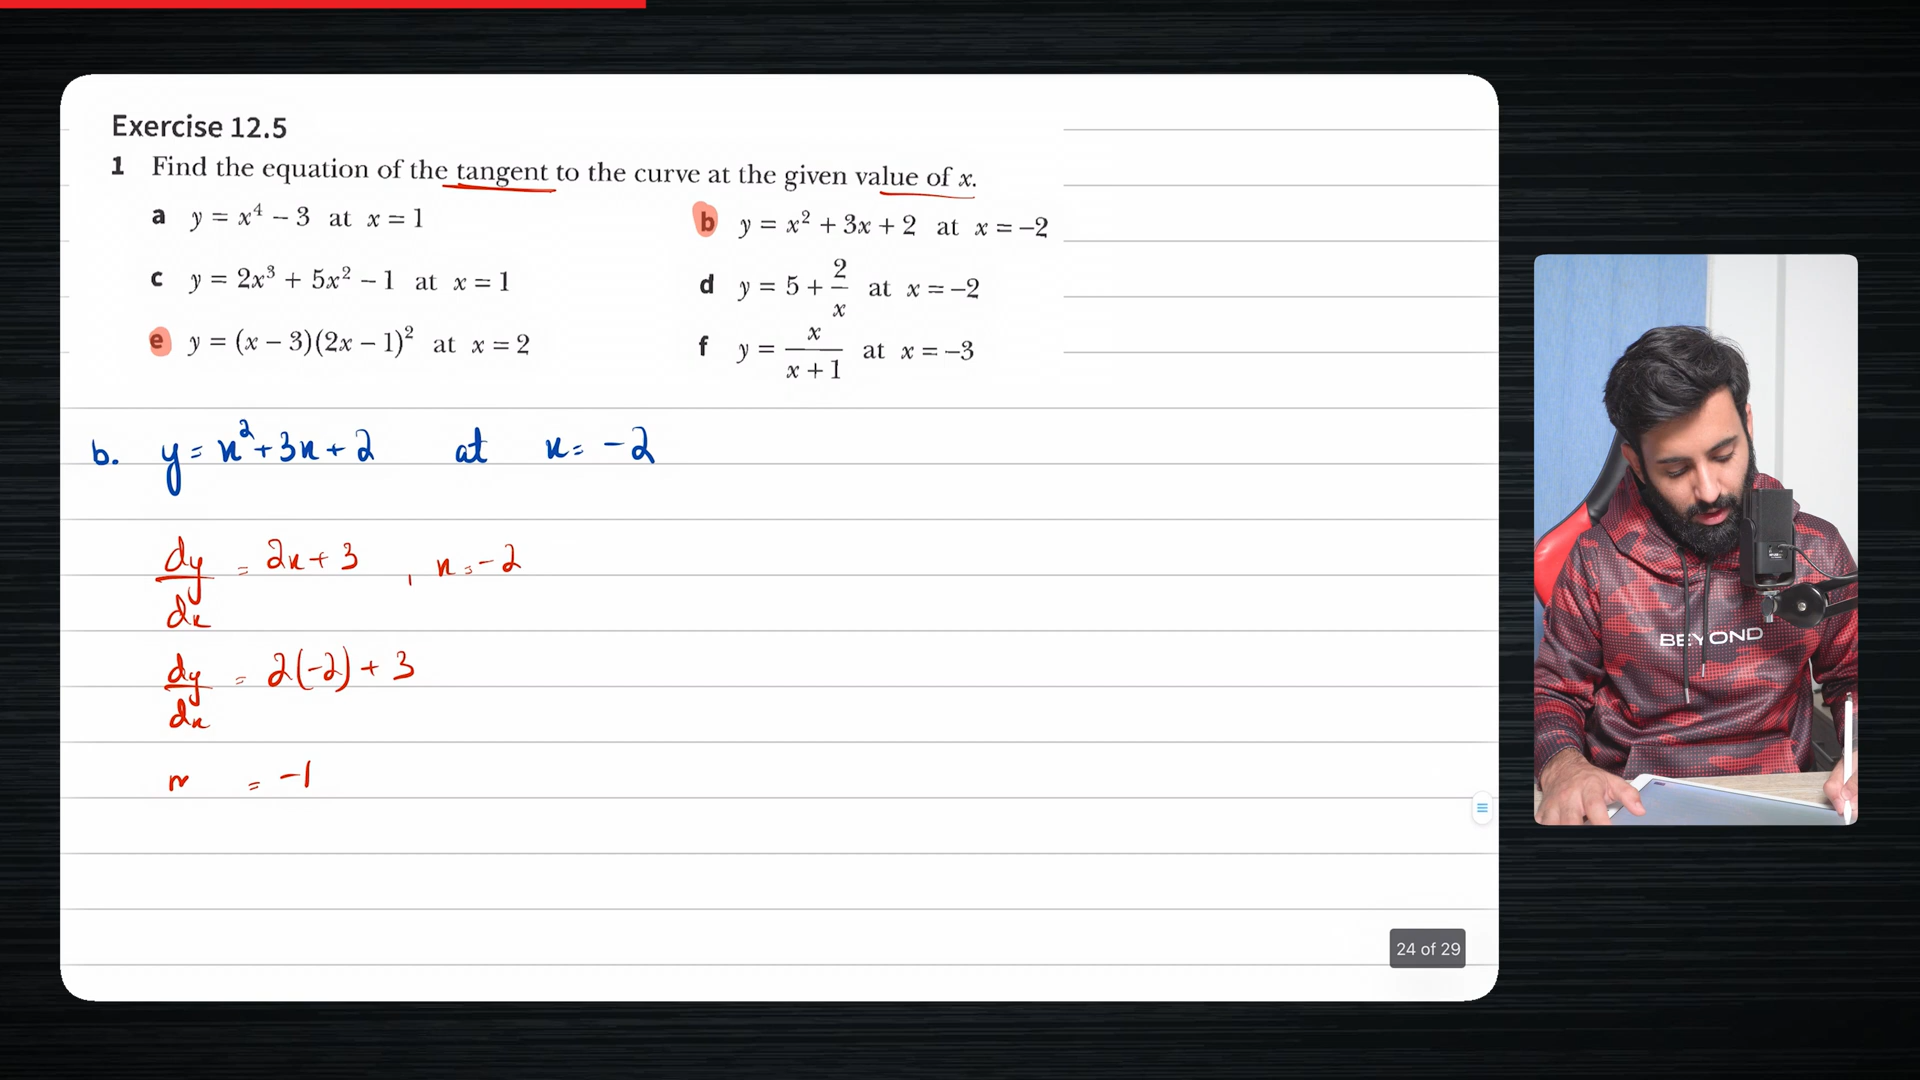 Exercise 12.5
1 Find the equation of the tangent to the curve at the given value of x.
a y = x⁴ − 3 at x = 1
b y = x² + 3x + 2 at x = −2
c y = 2x³ + 5x² − 1 at x = 1
d y = 5 + 2/x at x = −2
e y = (x − 3)(2x − 1)² at x = 2
f y = x/(x + 1) at x = −3
b. y = x² + 3x + 2 at x = −2
dy/dx = 2x + 3 , x = −2
dy/dx = 2(−2) + 3
m = −1
BEYOND
24 of 29